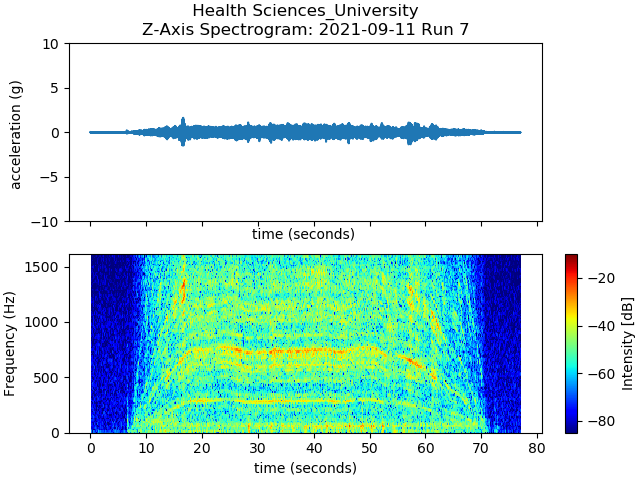 Health Sciences_University
Z-Axis Spectrogram: 2021-09-11 Run 7
10
5
0
−5
−10
acceleration (g)
time (seconds)
1500
1000
500
0
Frequency (Hz)
0 10 20 30 40 50 60 70 80
time (seconds)
−20
−40
−60
−80
Intensity [dB]